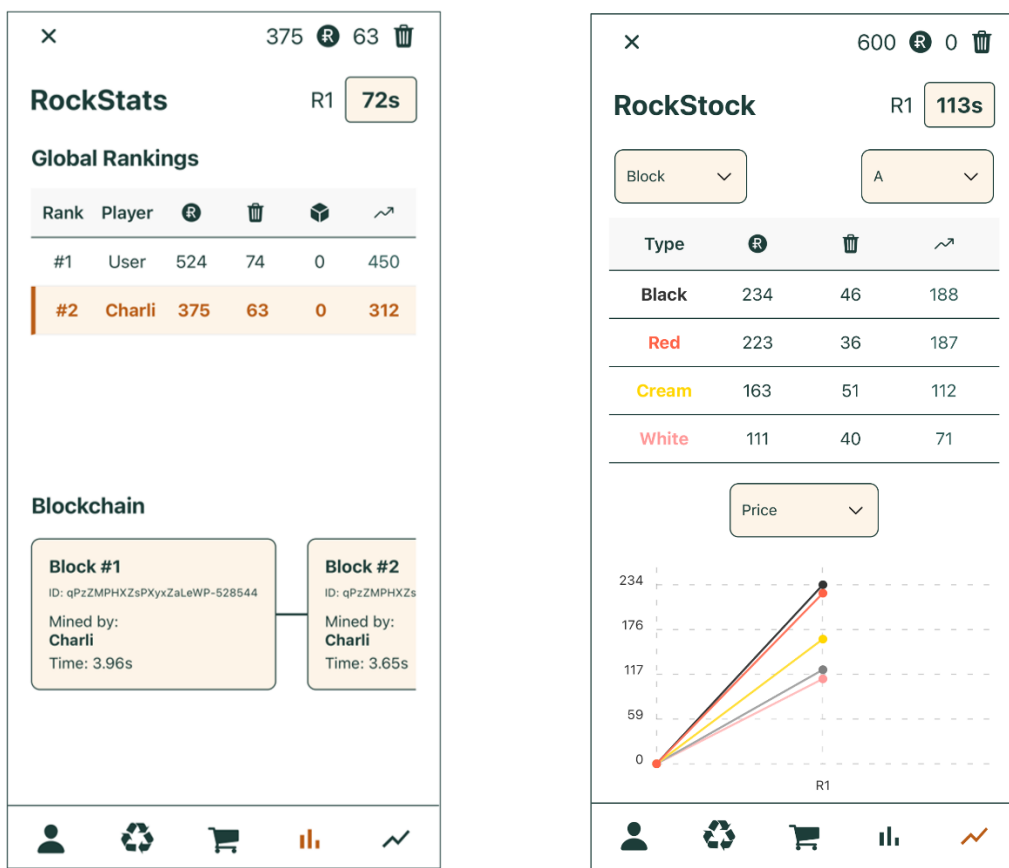 375 63
RockStats R1 72s
Global Rankings
Rank Player
#1 User 524 74 0 450
#2 Charli 375 63 0 312
Blockchain
Block #1
ID: qPzZMPHXZsPXyxZaLeWP-528544
Mined by:
Charli
Time: 3.96s
Block #2
ID: qPzZMPHXZs
Mined by:
Charli
Time: 3.65s
600 0
RockStock R1 113s
Block A
Type
Black 234 46 188
Red 223 36 187
Cream 163 51 112
White 111 40 71
Price
234
176
117
59
0
R1